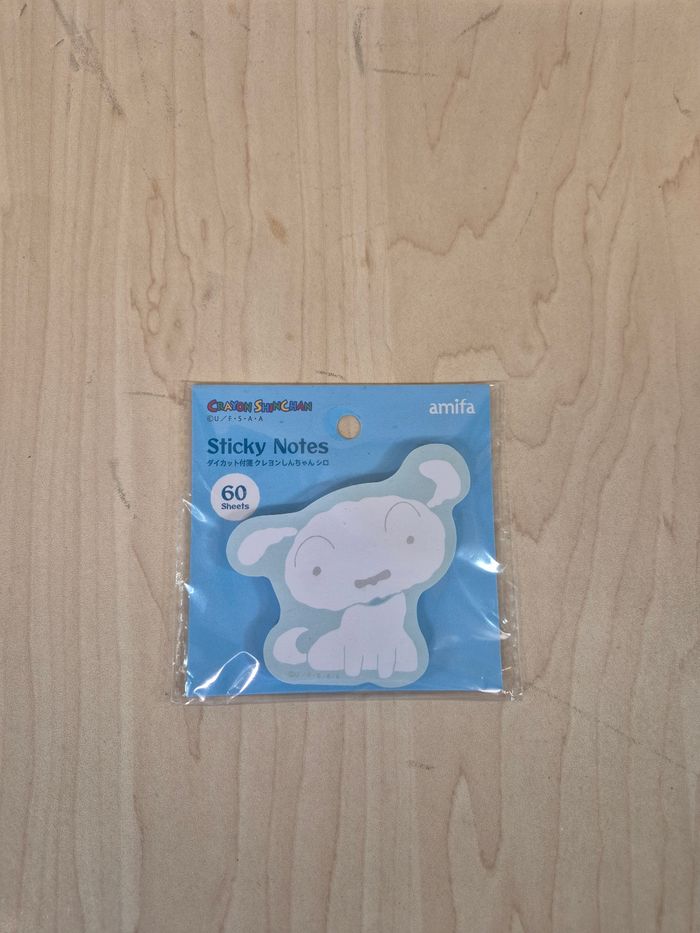 CRAYON SHINCHAN
amifa
©U/F・S・A・A
Sticky Notes
ダイカット付箋 クレヨンしんちゃん シロ
60
Sheets
©U/F・S・A・A